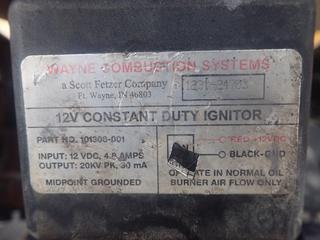 WAYNE COMBUSTION SYSTEMS
a Scott Fetzer Company
Ft. Wayne, IN 46803
12V CONSTANT DUTY IGNITOR
PART NO. 101308-001
RED +12VDC
INPUT: 12 VDC, 4.8 AMPS
BLACK-GND
OUTPUT: 20KV PK, 30 mA
OPERATE IN NORMAL OIL
MIDPOINT GROUNDED
BURNER AIR FLOW ONLY